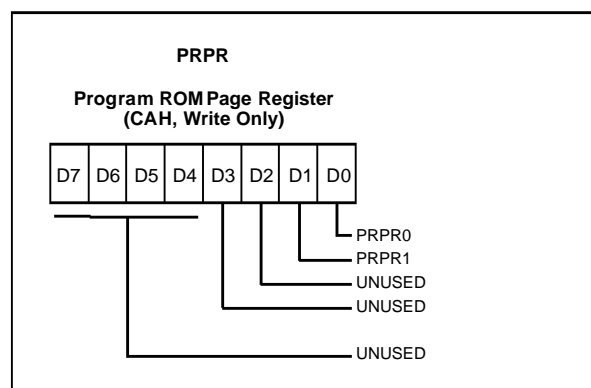 PRPR
Program ROM Page Register
(CAH, Write Only)
D7 D6 D5 D4 D3 D2 D1 D0
PRPR0
PRPR1
UNUSED
UNUSED
UNUSED